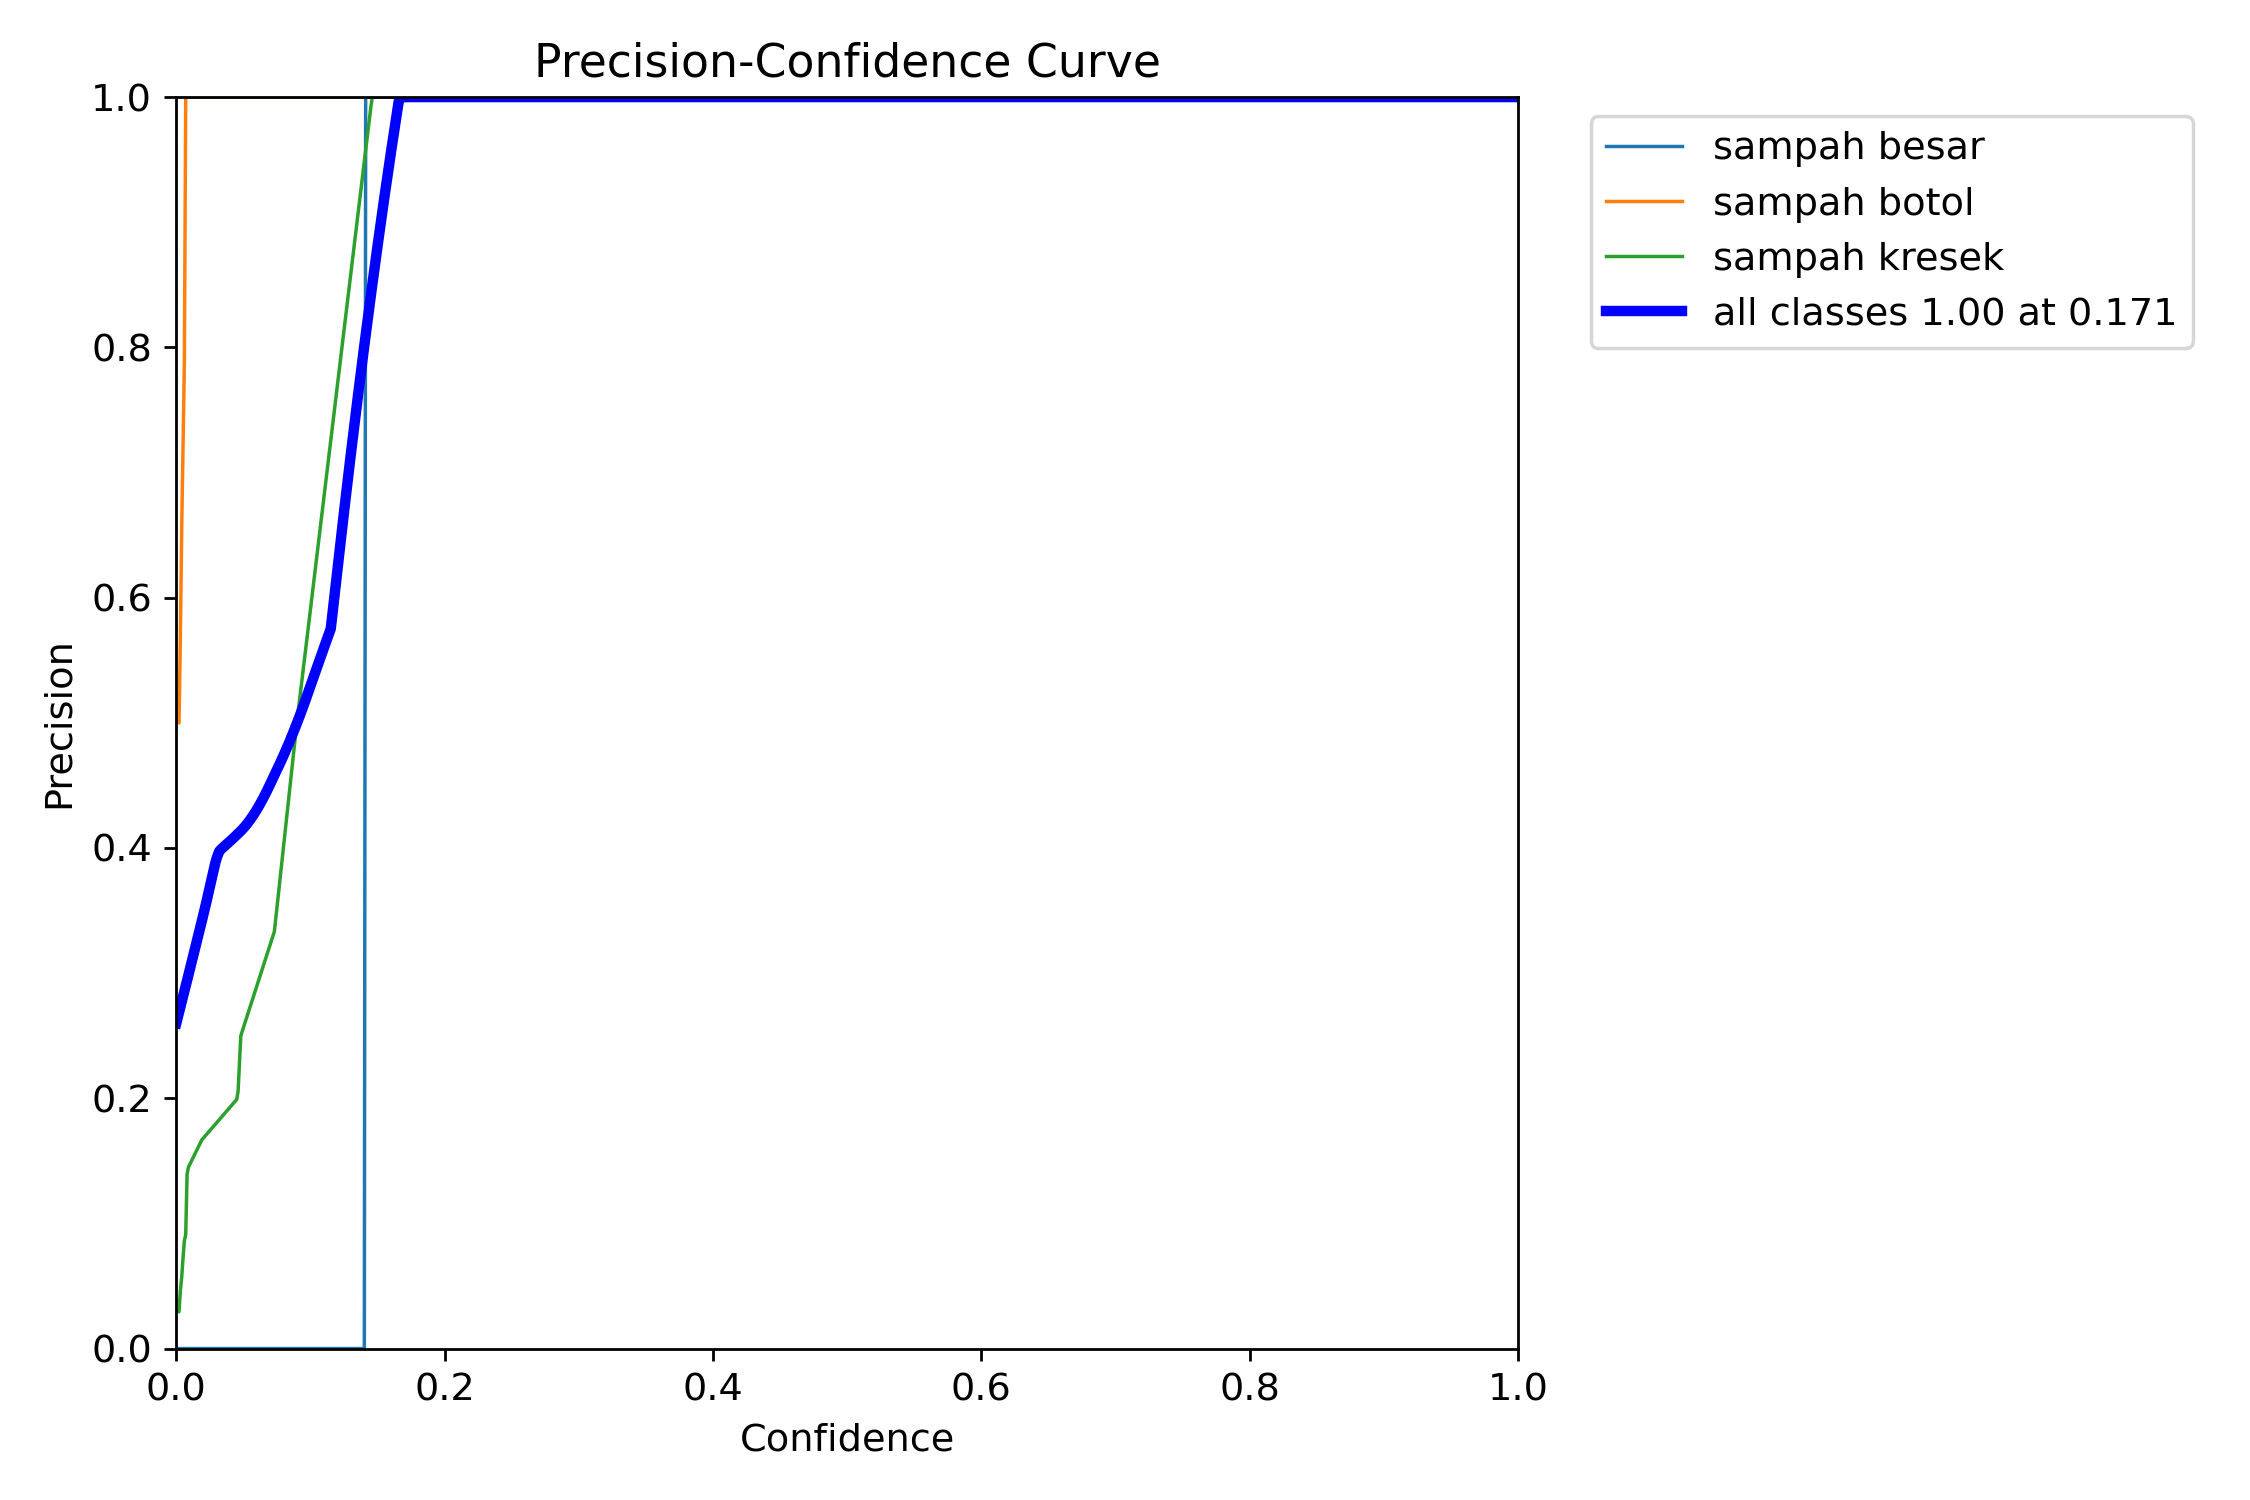 Precision-Confidence Curve
1.0
0.8
0.6
0.4
0.2
0.0
Precision
0.0 0.2 0.4 0.6 0.8 1.0
Confidence
sampah besar
sampah botol
sampah kresek
all classes 1.00 at 0.171